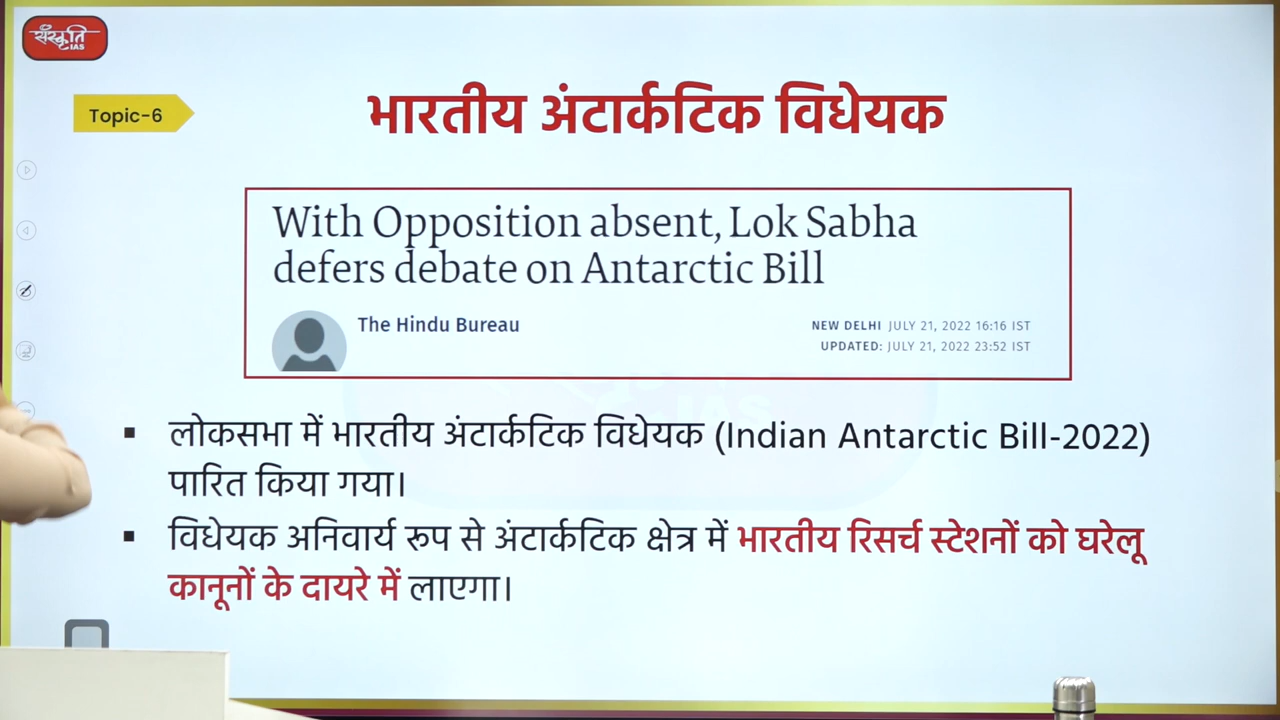 संस्कृति
IAS
Topic-6
भारतीय अंटार्कटिक विधेयक
With Opposition absent, Lok Sabha
defers debate on Antarctic Bill
The Hindu Bureau
NEW DELHI JULY 21, 2022 16:16 IST
UPDATED: JULY 21, 2022 23:52 IST
IAS
▪ लोकसभा में भारतीय अंटार्कटिक विधेयक (Indian Antarctic Bill-2022)
पारित किया गया।
▪ विधेयक अनिवार्य रूप से अंटार्कटिक क्षेत्र में भारतीय रिसर्च स्टेशनों को घरेलू
कानूनों के दायरे में लाएगा।